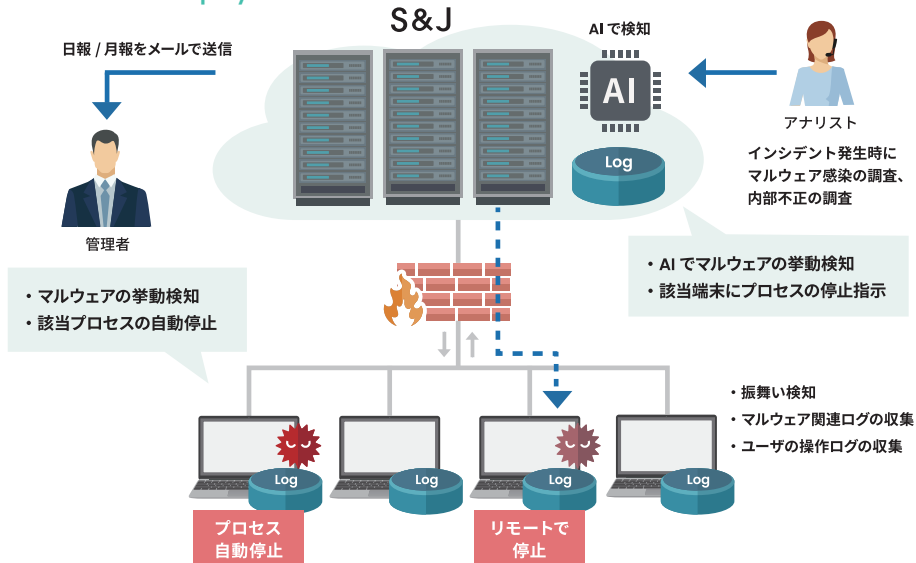 S&J
日報 / 月報をメールで送信
AI で検知
AI
Log
アナリスト
インシデント発生時に
マルウェア感染の調査、
内部不正の調査
管理者
・マルウェアの挙動検知
・該当プロセスの自動停止
・AI でマルウェアの挙動検知
・該当端末にプロセスの停止指示
・振舞い検知
・マルウェア関連ログの収集
・ユーザの操作ログの収集
Log
Log
Log
Log
プロセス
自動停止
リモートで
停止